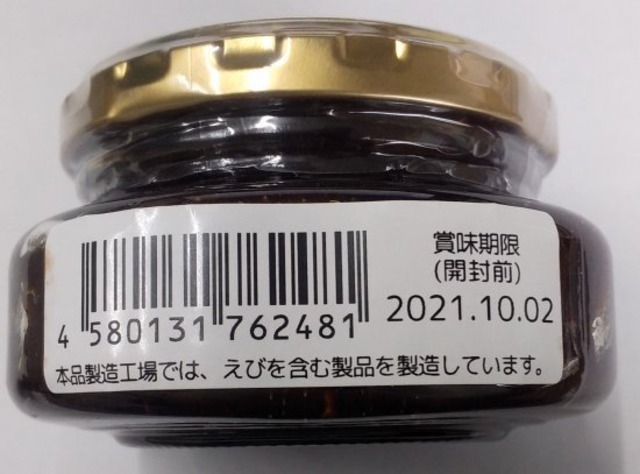 賞味期限
(開封前)
2021.10.02
4 580131 762481
本品製造工場では、えびを含む製品を製造しています。